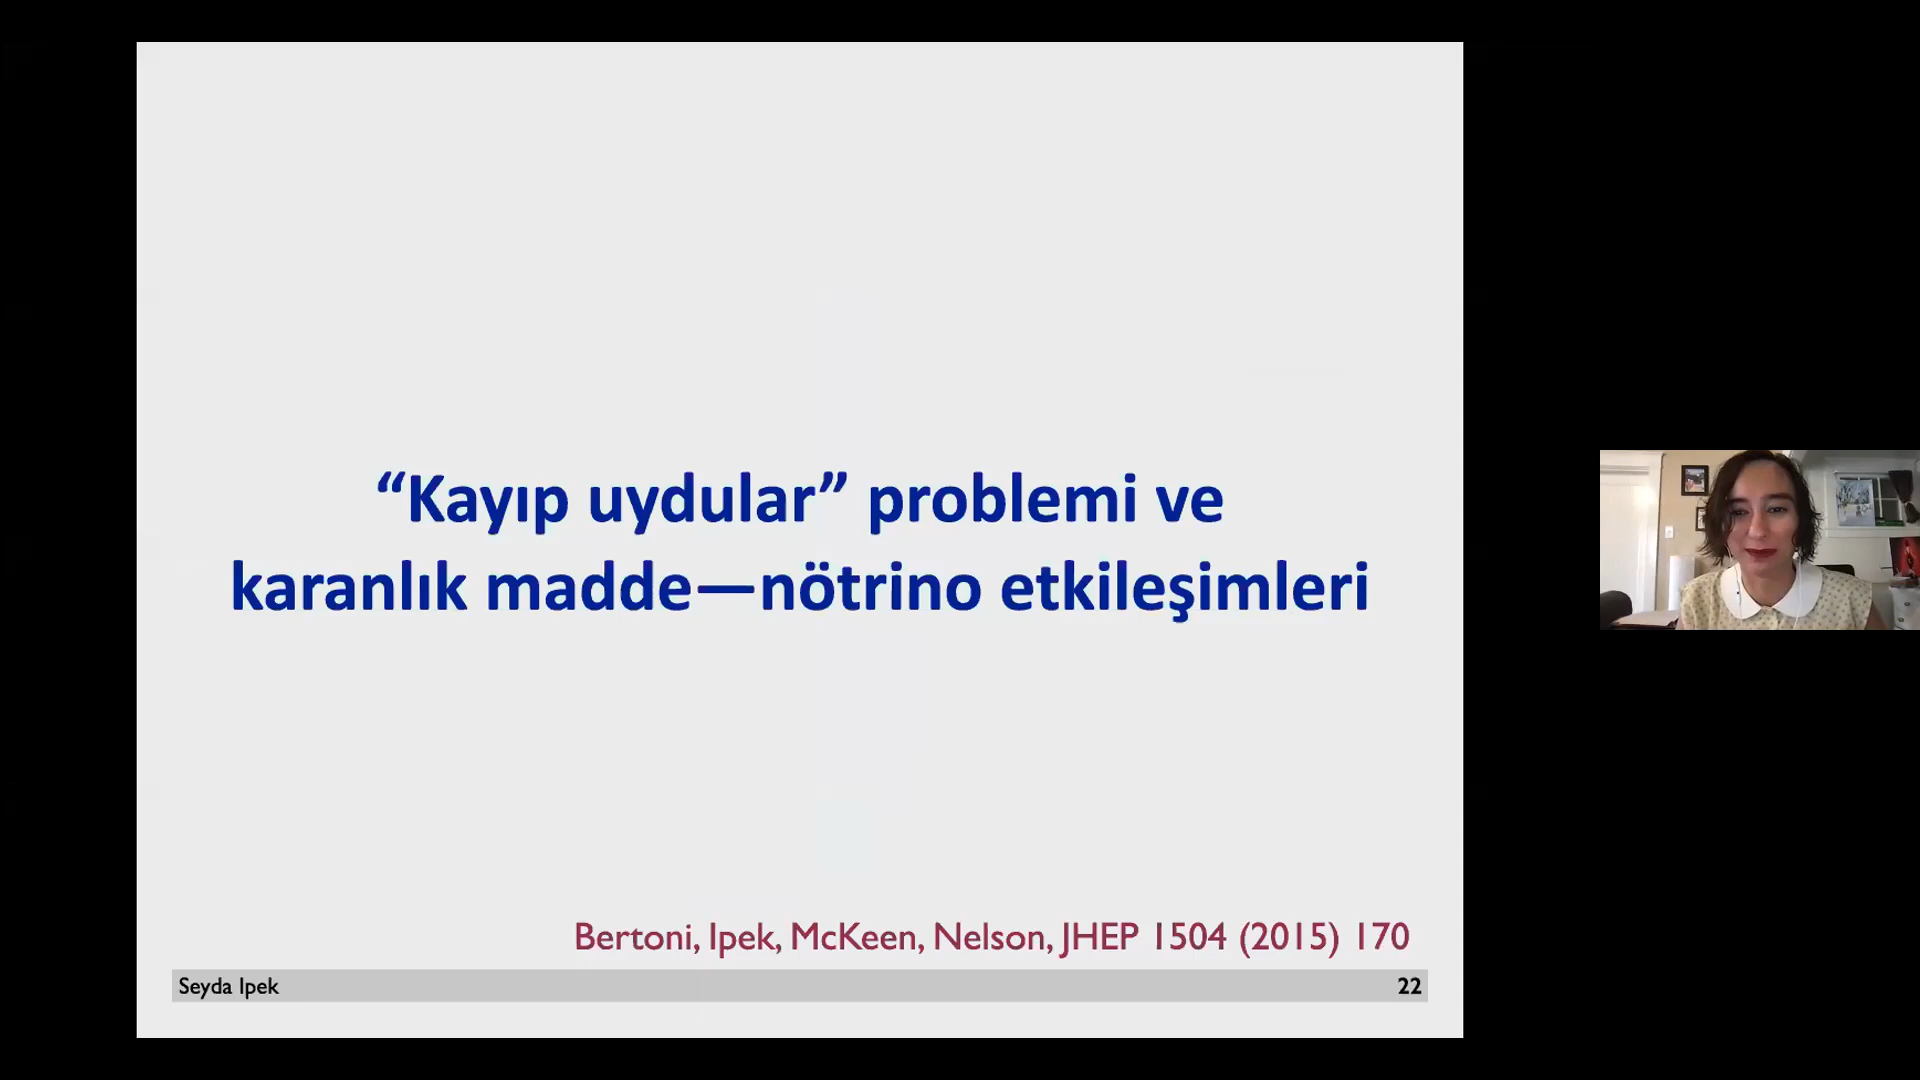 “Kayıp uydular” problemi ve
karanlık madde—nötrino etkileşimleri
Bertoni, Ipek, McKeen, Nelson, JHEP 1504 (2015) 170
Seyda Ipek
22